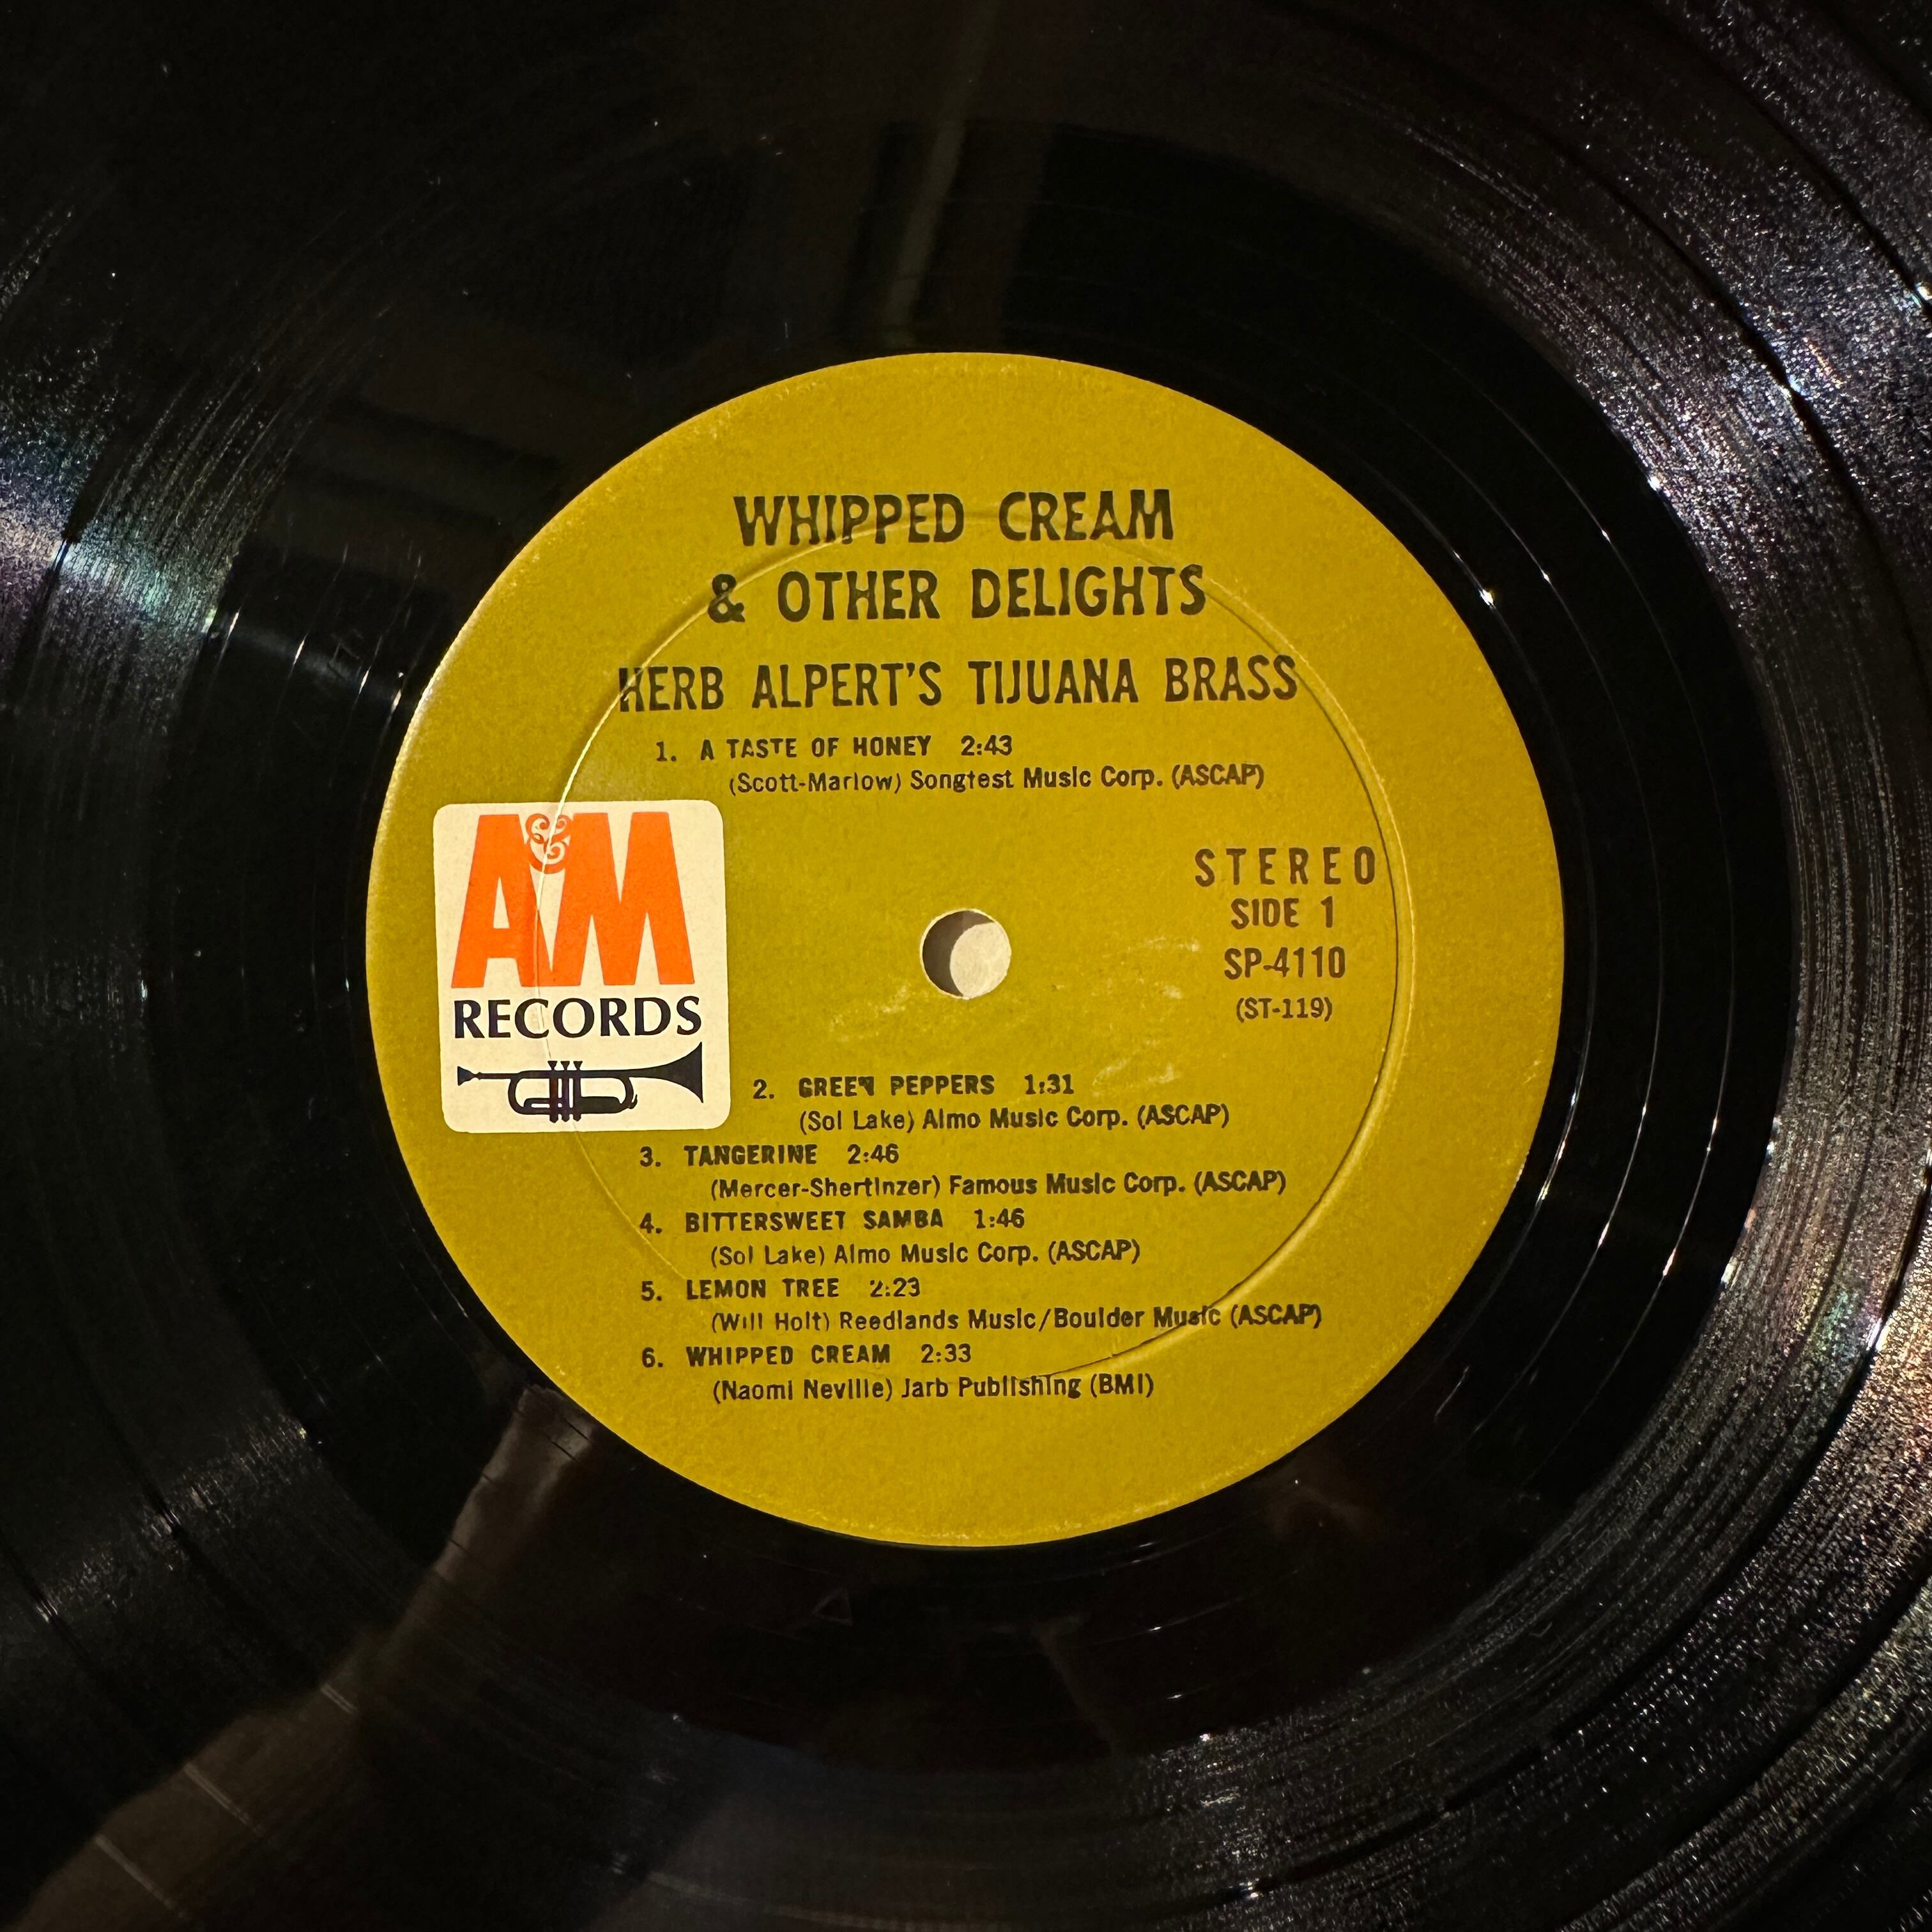 WHIPPED CREAM
& OTHER DELIGHTS
HERB ALPERT'S TIJUANA BRASS
1. A TASTE OF HONEY 2:43
(Scott-Marlow) Songfest Music Corp. (ASCAP)
A&M
RECORDS
STEREO
SIDE 1
SP-4110
(ST-119)
2. GREEN PEPPERS 1:31
(Sol Lake) Almo Music Corp. (ASCAP)
3. TANGERINE 2:46
(Mercer-Shertinzer) Famous Music Corp. (ASCAP)
4. BITTERSWEET SAMBA 1:46
(Sol Lake) Almo Music Corp. (ASCAP)
5. LEMON TREE 2:23
(Will Holt) Reedlands Music/Boulder Music (ASCAP)
6. WHIPPED CREAM 2:33
(Naomi Neville) Jarb Publishing (BMI)